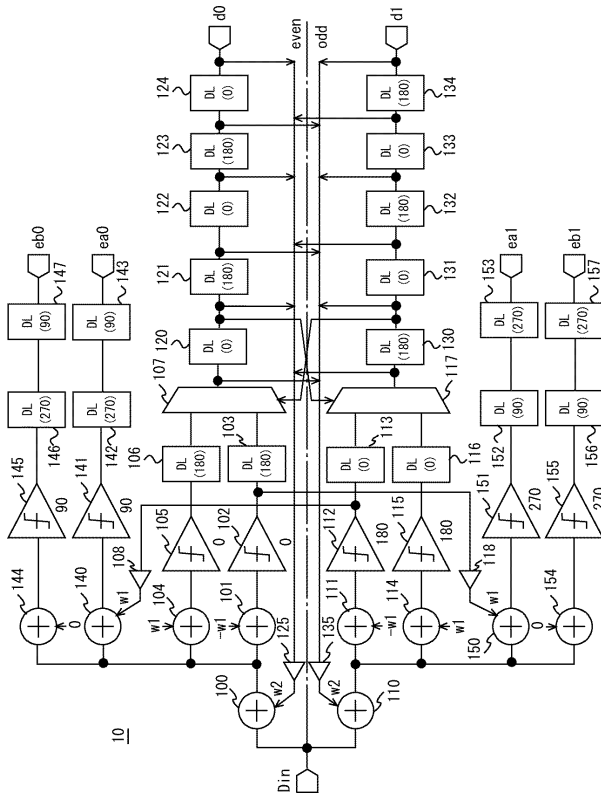 10
Din
100
w2
125
110
w2
135
144
0
145
90
DL
(270)
146
DL
(90)
147
eb0
140
w1
108
141
90
DL
(270)
142
DL
(90)
143
ea0
104
w1
105
0
DL
(180)
106
101
-w1
102
0
DL
(180)
103
107
DL
(0)
120
DL
(180)
121
DL
(0)
122
DL
(180)
123
DL
(0)
124
d0
even
odd
111
-w1
112
180
DL
(0)
113
114
w1
115
180
DL
(0)
116
117
DL
(180)
130
DL
(0)
131
DL
(180)
132
DL
(0)
133
DL
(180)
134
d1
150
w1
118
151
270
DL
(90)
152
DL
(270)
153
ea1
154
0
155
270
DL
(90)
156
DL
(270)
157
eb1